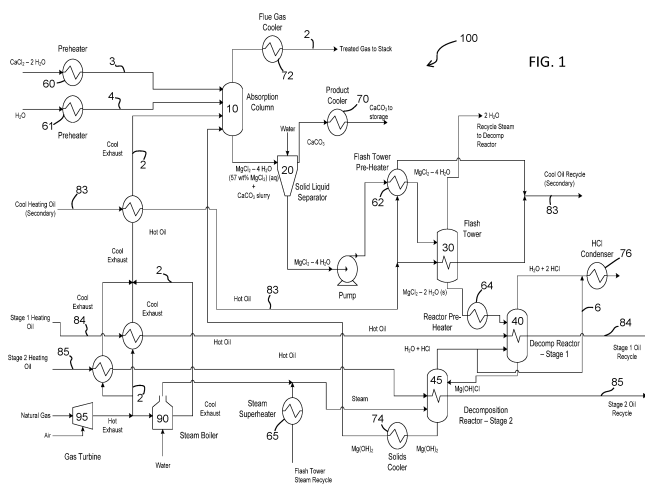 Flue Gas
Cooler
2
Treated Gas to Stack
72
100
FIG. 1
Preheater
CaCl₂ – 2 H₂O
3
60
4
H₂O
61
Preheater
10
Absorption
Column
Product
Cooler
70
CaCO₃ to
storage
Water
CaCO₃
2 H₂O
Recycle Steam
to Decomp
Reactor
Cool
Exhaust
2
MgCl₂ – 4 H₂O
(57 wt% MgCl₂) (aq)
+
CaCO₃ slurry
20
Solid Liquid
Separator
Flash Tower
Pre-Heater
MgCl₂ – 4 H₂O
62
Cool Oil Recycle
(Secondary)
83
83
Cool Heating Oil
(Secondary)
Hot Oil
Cool
Exhaust
30
Flash
Tower
HCl
Condenser
76
MgCl₂ – 4 H₂O
Pump
83
Hot Oil
MgCl₂ – 2 H₂O (s)
64
H₂O + 2 HCl
6
Cool
Exhaust
2
Cool
Exhaust
Stage 1 Heating
Oil
84
Hot Oil
Hot Oil
Reactor Pre-
Heater
40
Decomp Reactor
– Stage 1
84
Stage 1 Oil
Recycle
H₂O + HCl
Stage 2 Heating
Oil
85
Hot Oil
45
Mg(OH)Cl
85
Stage 2 Oil
Recycle
2
Cool
Exhaust
Steam
Superheater
65
Steam
Decomposition
Reactor – Stage 2
Natural Gas
95
Hot
Exhaust
90
Steam Boiler
Air
Gas Turbine
Water
Flash Tower
Steam Recycle
Mg(OH)₂
74
Solids
Cooler
Mg(OH)₂